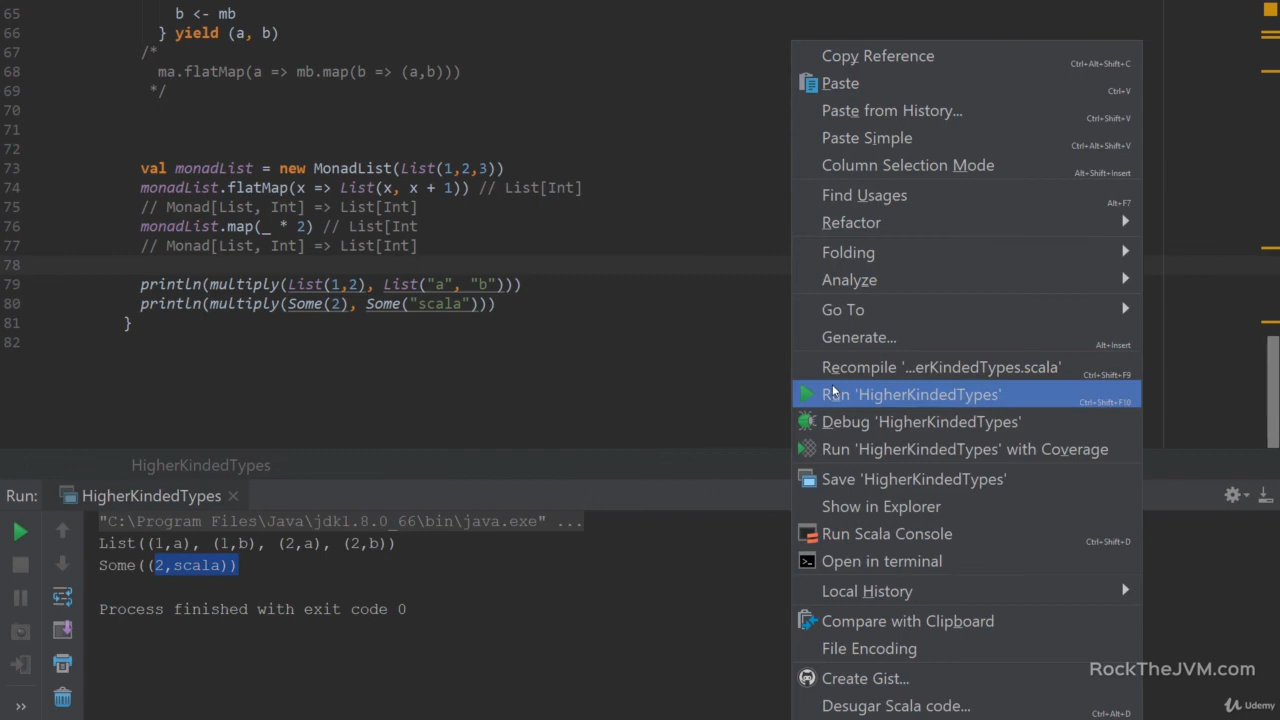 65 b <- mb
66 } yield (a, b)
67 /*
68 ma.flatMap(a => mb.map(b => (a,b)))
69 */
70
71
72
73 val monadList = new MonadList(List(1,2,3))
74 monadList.flatMap(x => List(x, x + 1)) // List[Int]
75 // Monad[List, Int] => List[Int]
76 monadList.map(_ * 2) // List[Int
77 // Monad[List, Int] => List[Int]
78
79 println(multiply(List(1,2), List("a", "b")))
80 println(multiply(Some(2), Some("scala")))
81 }
82
Copy Reference Ctrl+Alt+Shift+C
Paste Ctrl+V
Paste from History... Ctrl+Shift+V
Paste Simple Ctrl+Alt+Shift+V
Column Selection Mode Alt+Shift+Insert
Find Usages Alt+F7
Refactor
Folding
Analyze
Go To
Generate... Alt+Insert
Recompile '...erKindedTypes.scala' Ctrl+Shift+F9
Run 'HigherKindedTypes' Ctrl+Shift+F10
Debug 'HigherKindedTypes'
Run 'HigherKindedTypes' with Coverage
Save 'HigherKindedTypes'
Show in Explorer
Run Scala Console Ctrl+Shift+D
Open in terminal
Local History
Compare with Clipboard
File Encoding
Create Gist...
Desugar Scala code... Ctrl+Alt+D
HigherKindedTypes
Run: HigherKindedTypes
"C:\Program Files\Java\jdk1.8.0_66\bin\java.exe" ...
List((1,a), (1,b), (2,a), (2,b))
Some((2,scala))
Process finished with exit code 0
RockTheJVM.com
Udemy